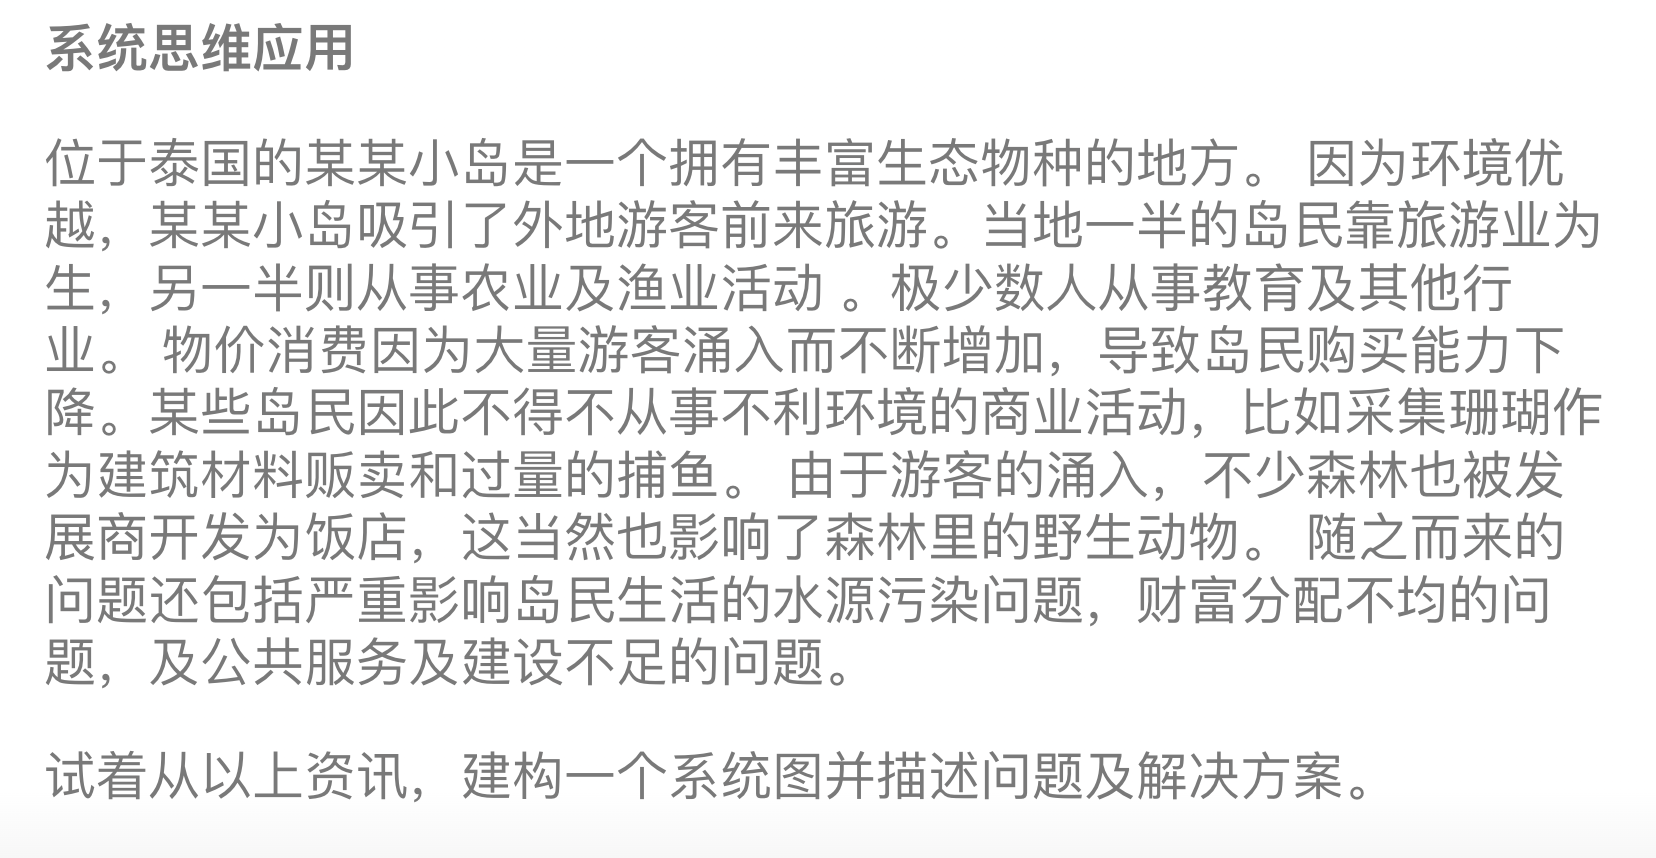 系统思维应用
位于泰国的某某小岛是一个拥有丰富生态物种的地方。 因为环境优
越，某某小岛吸引了外地游客前来旅游。当地一半的岛民靠旅游业为
生，另一半则从事农业及渔业活动 。极少数人从事教育及其他行
业。 物价消费因为大量游客涌入而不断增加，导致岛民购买能力下
降。某些岛民因此不得不从事不利环境的商业活动，比如采集珊瑚作
为建筑材料贩卖和过量的捕鱼。 由于游客的涌入，不少森林也被发
展商开发为饭店，这当然也影响了森林里的野生动物。 随之而来的
问题还包括严重影响岛民生活的水源污染问题，财富分配不均的问
题，及公共服务及建设不足的问题。
试着从以上资讯，建构一个系统图并描述问题及解决方案。